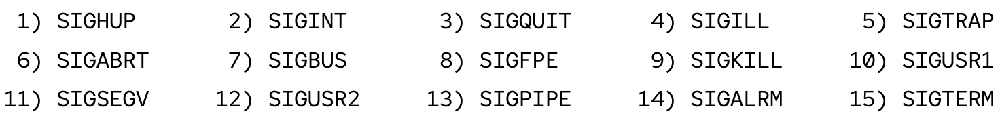 1) SIGHUP 2) SIGINT 3) SIGQUIT 4) SIGILL 5) SIGTRAP
6) SIGABRT 7) SIGBUS 8) SIGFPE 9) SIGKILL 10) SIGUSR1
11) SIGSEGV 12) SIGUSR2 13) SIGPIPE 14) SIGALRM 15) SIGTERM